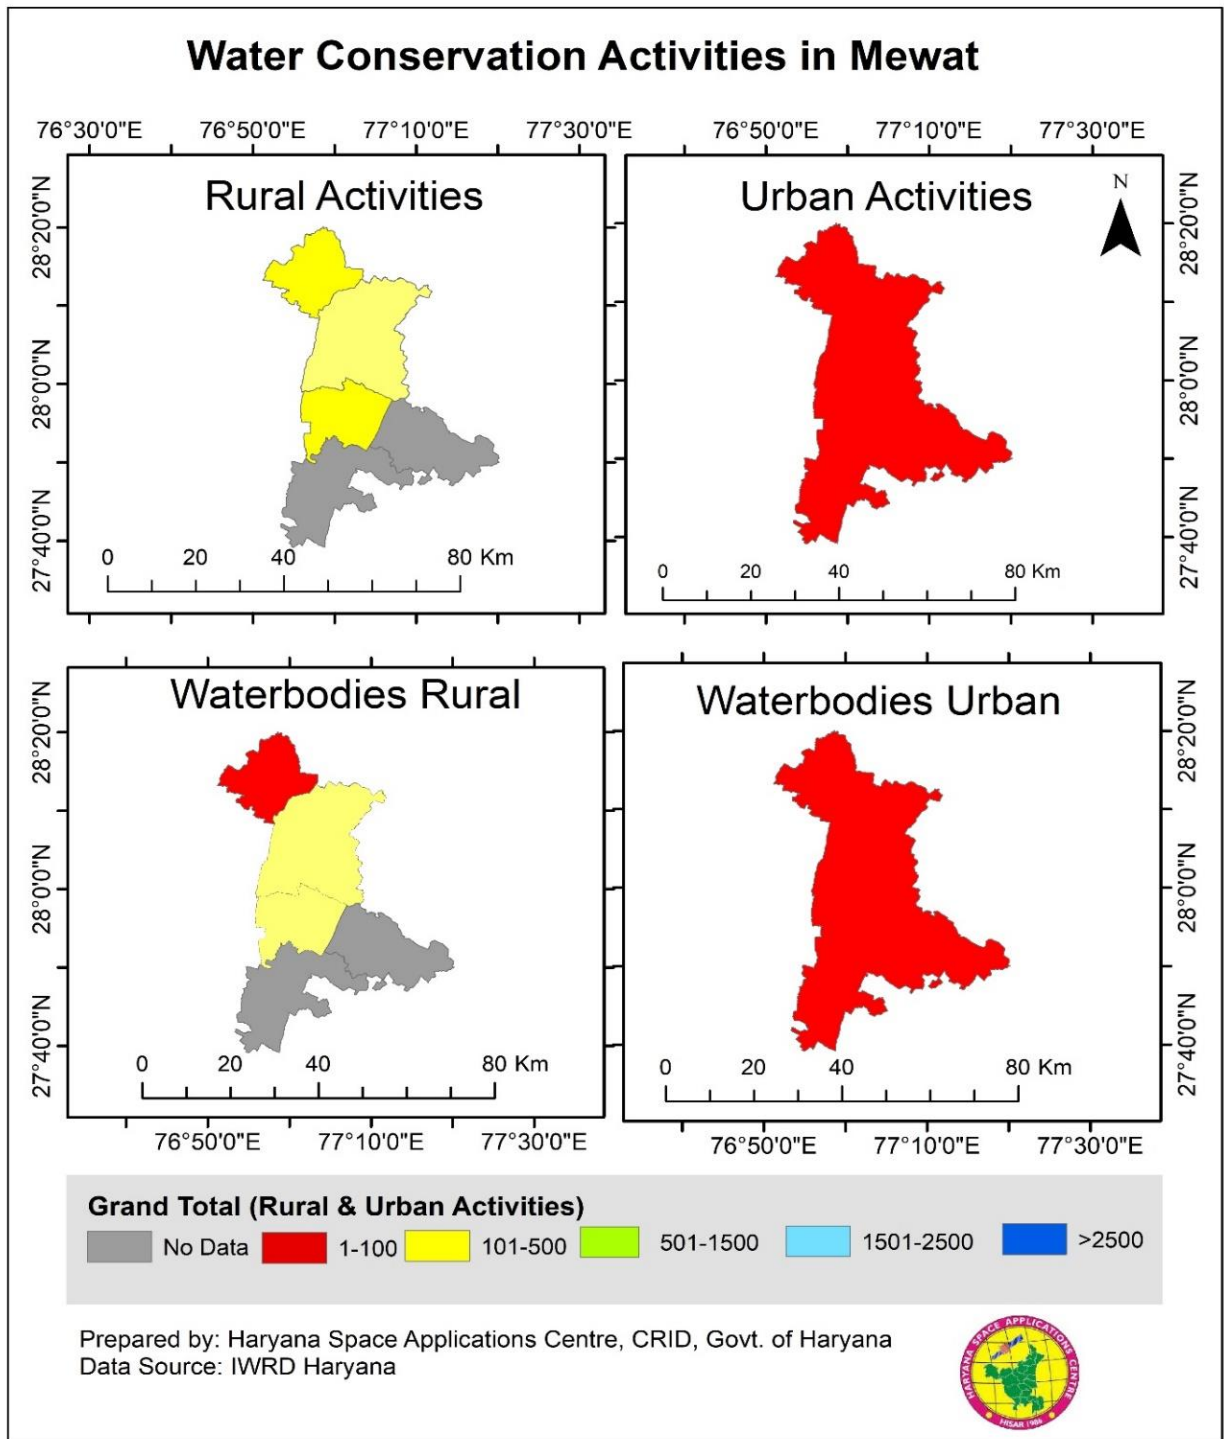 Water Conservation Activities in Mewat
76°30'0"E 76°50'0"E 77°10'0"E 77°30'0"E 76°50'0"E 77°10'0"E 77°30'0"E
Rural Activities
28°20'0"N
28°0'0"N
27°40'0"N
0 20 40 80 Km
Urban Activities
N
28°20'0"N
28°0'0"N
27°40'0"N
0 20 40 80 Km
Waterbodies Rural
28°20'0"N
28°0'0"N
27°40'0"N
0 20 40 80 Km
76°50'0"E 77°10'0"E 77°30'0"E
Waterbodies Urban
28°20'0"N
28°0'0"N
27°40'0"N
0 20 40 80 Km
76°50'0"E 77°10'0"E 77°30'0"E
Grand Total (Rural & Urban Activities)
No Data 1-100 101-500 501-1500 1501-2500 >2500
Prepared by: Haryana Space Applications Centre, CRID, Govt. of Haryana
Data Source: IWRD Haryana
HARYANA SPACE APPLICATIONS CENTRE
HISAR 1986